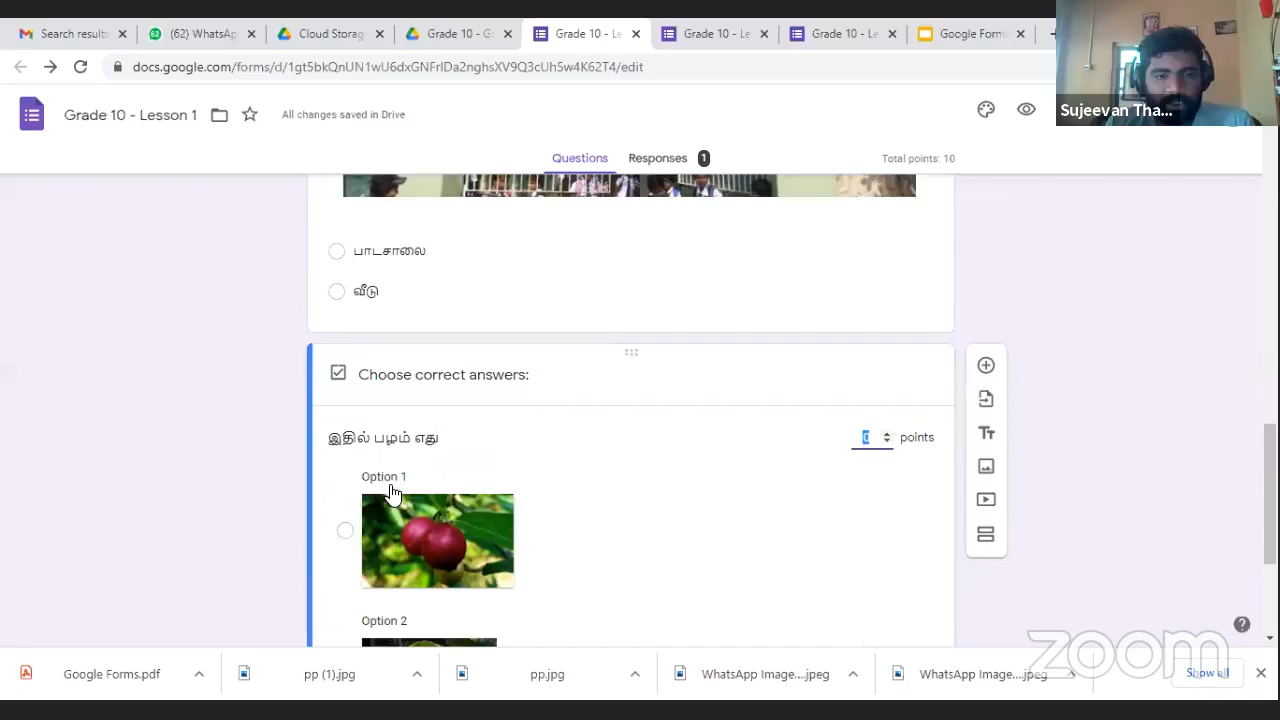 Search results
(62) WhatsAp
Cloud Storag
Grade 10 - G
Grade 10 - Le
Grade 10 - Le
Grade 10 - Le
Google Form
docs.google.com/forms/d/1gt5bkQnUN1wU6dxGNFrlDa2nghsXV9Q3cUh5w4K62T4/edit
Sujeevan Tha...
Grade 10 - Lesson 1
All changes saved in Drive
Questions
Responses 1
Total points: 10
பாடசாலை
வீடு
Choose correct answers:
இதில் பழம் எது
0 points
Option 1
Option 2
zoom
Google Forms.pdf
pp (1).jpg
pp.jpg
WhatsApp Image....jpeg
WhatsApp Image....jpeg
Show all